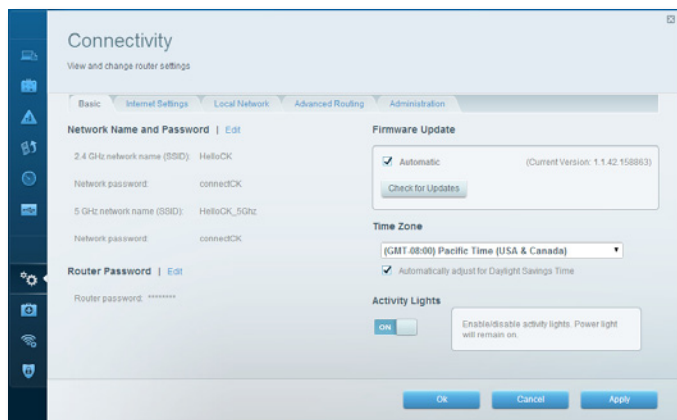 Connectivity
View and change router settings
Basic
Internet Settings
Local Network
Advanced Routing
Administration
Network Name and Password | Edit
2.4 GHz network name (SSID): HelloCK
Network password: connectCK
5 GHz network name (SSID): HelloCK_5Ghz
Network password: connectCK
Router Password | Edit
Router password: ********
Firmware Update
Automatic
(Current Version: 1.1.42.158863)
Check for Updates
Time Zone
(GMT-08:00) Pacific Time (USA & Canada)
Automatically adjust for Daylight Savings Time
Activity Lights
ON
Enable/disable activity lights. Power light
will remain on.
Ok
Cancel
Apply